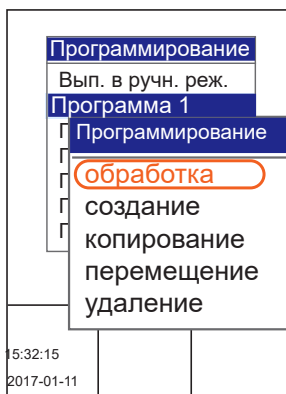 Программирование
Вып. в ручн. реж.
Программа 1
Программирование
обработка
создание
копирование
перемещение
удаление
15:32:15
2017-01-11